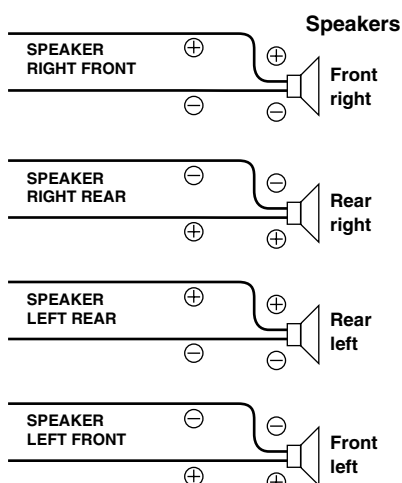 Speakers
SPEAKER
RIGHT FRONT
⊕
⊕
⊖
⊖
Front
right
SPEAKER
RIGHT REAR
⊖
⊖
⊕
⊕
Rear
right
SPEAKER
LEFT REAR
⊕
⊕
⊖
⊖
Rear
left
SPEAKER
LEFT FRONT
⊖
⊖
⊕
⊕
Front
left